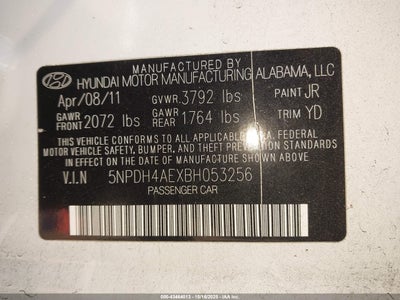 MANUFACTURED BY
HYUNDAI MOTOR MANUFACTURING ALABAMA, LLC
Apr/08/11 GVWR 3792 lbs PAINT JR
GAWR FRONT 2072 lbs GAWR REAR 1764 lbs TRIM YD
THIS VEHICLE CONFORMS TO ALL APPLICABLE FEDERAL
MOTOR VEHICLE SAFETY, BUMPER, AND THEFT PREVENTION STANDARDS
IN EFFECT ON THE DATE OF MANUFACTURE SHOWN ABOVE.
V.I.N 5NPDH4AEXBH053256
PASSENGER CAR